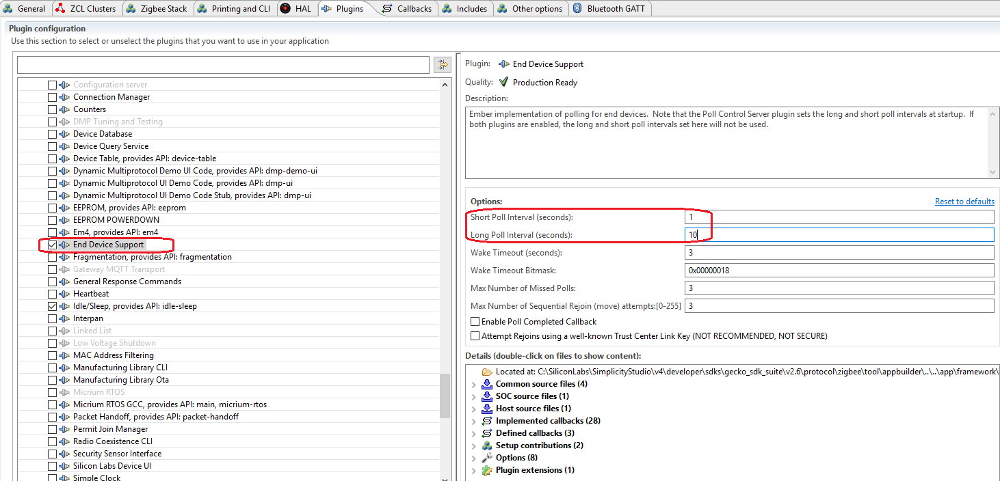 General ZCL Clusters Zigbee Stack Printing and CLI HAL Plugins Callbacks Includes Other options Bluetooth GATT
Plugin configuration
Use this section to select or unselect the plugins that you want to use in your application
Configuration server
Connection Manager
Counters
DMP Tuning and Testing
Device Database
Device Query Service
Device Table, provides API: device-table
Dynamic Multiprotocol Demo UI Code, provides API: dmp-demo-ui
Dynamic Multiprotocol UI Demo Code, provides API: dmp-ui
Dynamic Multiprotocol UI Demo Code Stub, provides API: dmp-ui
EEPROM, provides API: eeprom
EEPROM POWERDOWN
Em4, provides API: em4
End Device Support
Fragmentation, provides API: fragmentation
Gateway MQTT Transport
General Response Commands
Heartbeat
Idle/Sleep, provides API: idle-sleep
Interpan
Linked List
Low Voltage Shutdown
MAC Address Filtering
Manufacturing Library CLI
Manufacturing Library Ota
Micrium RTOS
Micrium RTOS GCC, provides API: main, micrium-rtos
Packet Handoff, provides API: packet-handoff
Permit Join Manager
Radio Coexistence CLI
Security Sensor Interface
Silicon Labs Device UI
Simple Clock
Plugin: End Device Support
Quality: Production Ready
Description:
Ember implementation of polling for end devices. Note that the Poll Control Server plugin sets the long and short poll intervals at startup. If
both plugins are enabled, the long and short poll intervals set here will not be used.
Options: Reset to defaults
Short Poll Interval (seconds): 1
Long Poll Interval (seconds): 10
Wake Timeout (seconds): 3
Wake Timeout Bitmask: 0x00000018
Max Number of Missed Polls: 3
Max Number of Sequential Rejoin (move) attempts:[0-255] 3
Enable Poll Completed Callback
Attempt Rejoins using a well-known Trust Center Link Key (NOT RECOMMENDED, NOT SECURE)
Details (double-click on files to show content):
Located at: C:\SiliconLabs\SimplicityStudio\v4\developer\sdks\gecko_sdk_suite\v2.6\protocol\zigbee\tool\appbuilder\..\..\app\framework\
Common source files (4)
SOC source files (1)
Host source files (1)
Implemented callbacks (28)
Defined callbacks (3)
Setup contributions (2)
Options (8)
Plugin extensions (1)